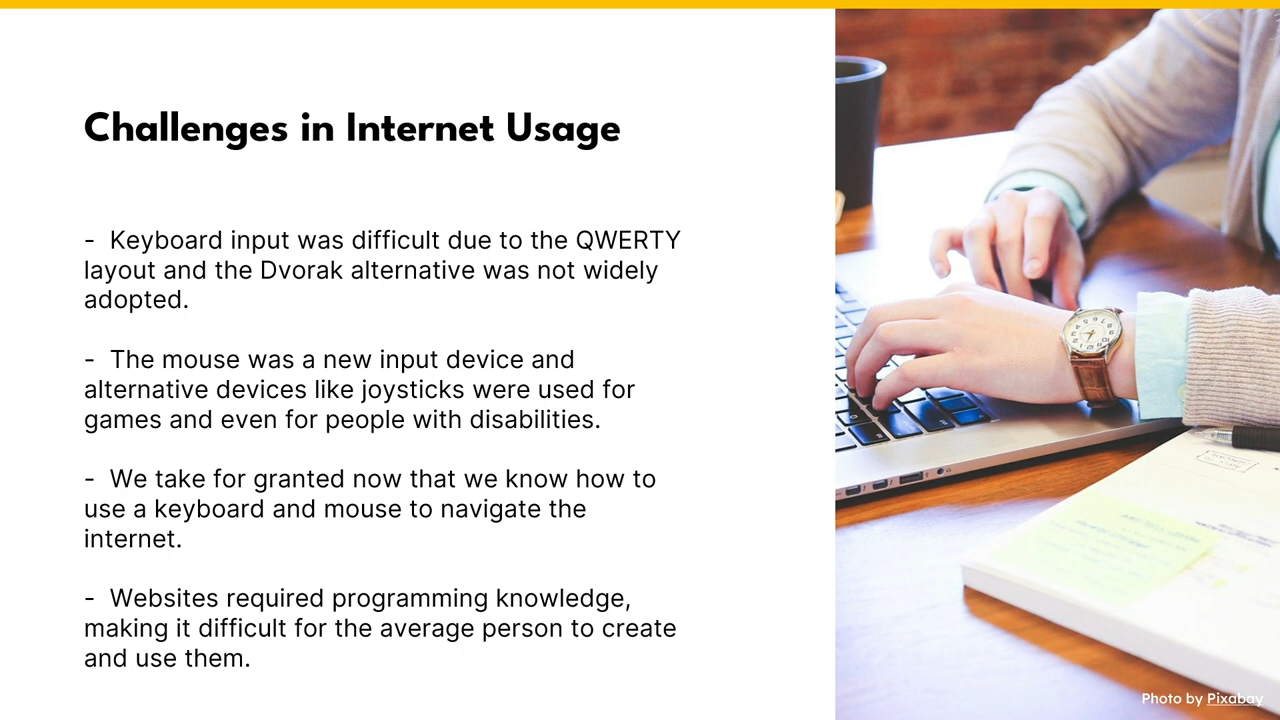 Challenges in Internet Usage
- Keyboard input was difficult due to the QWERTY
layout and the Dvorak alternative was not widely
adopted.
- The mouse was a new input device and
alternative devices like joysticks were used for
games and even for people with disabilities.
- We take for granted now that we know how to
use a keyboard and mouse to navigate the
internet.
- Websites required programming knowledge,
making it difficult for the average person to create
and use them.
Photo by Pixabay